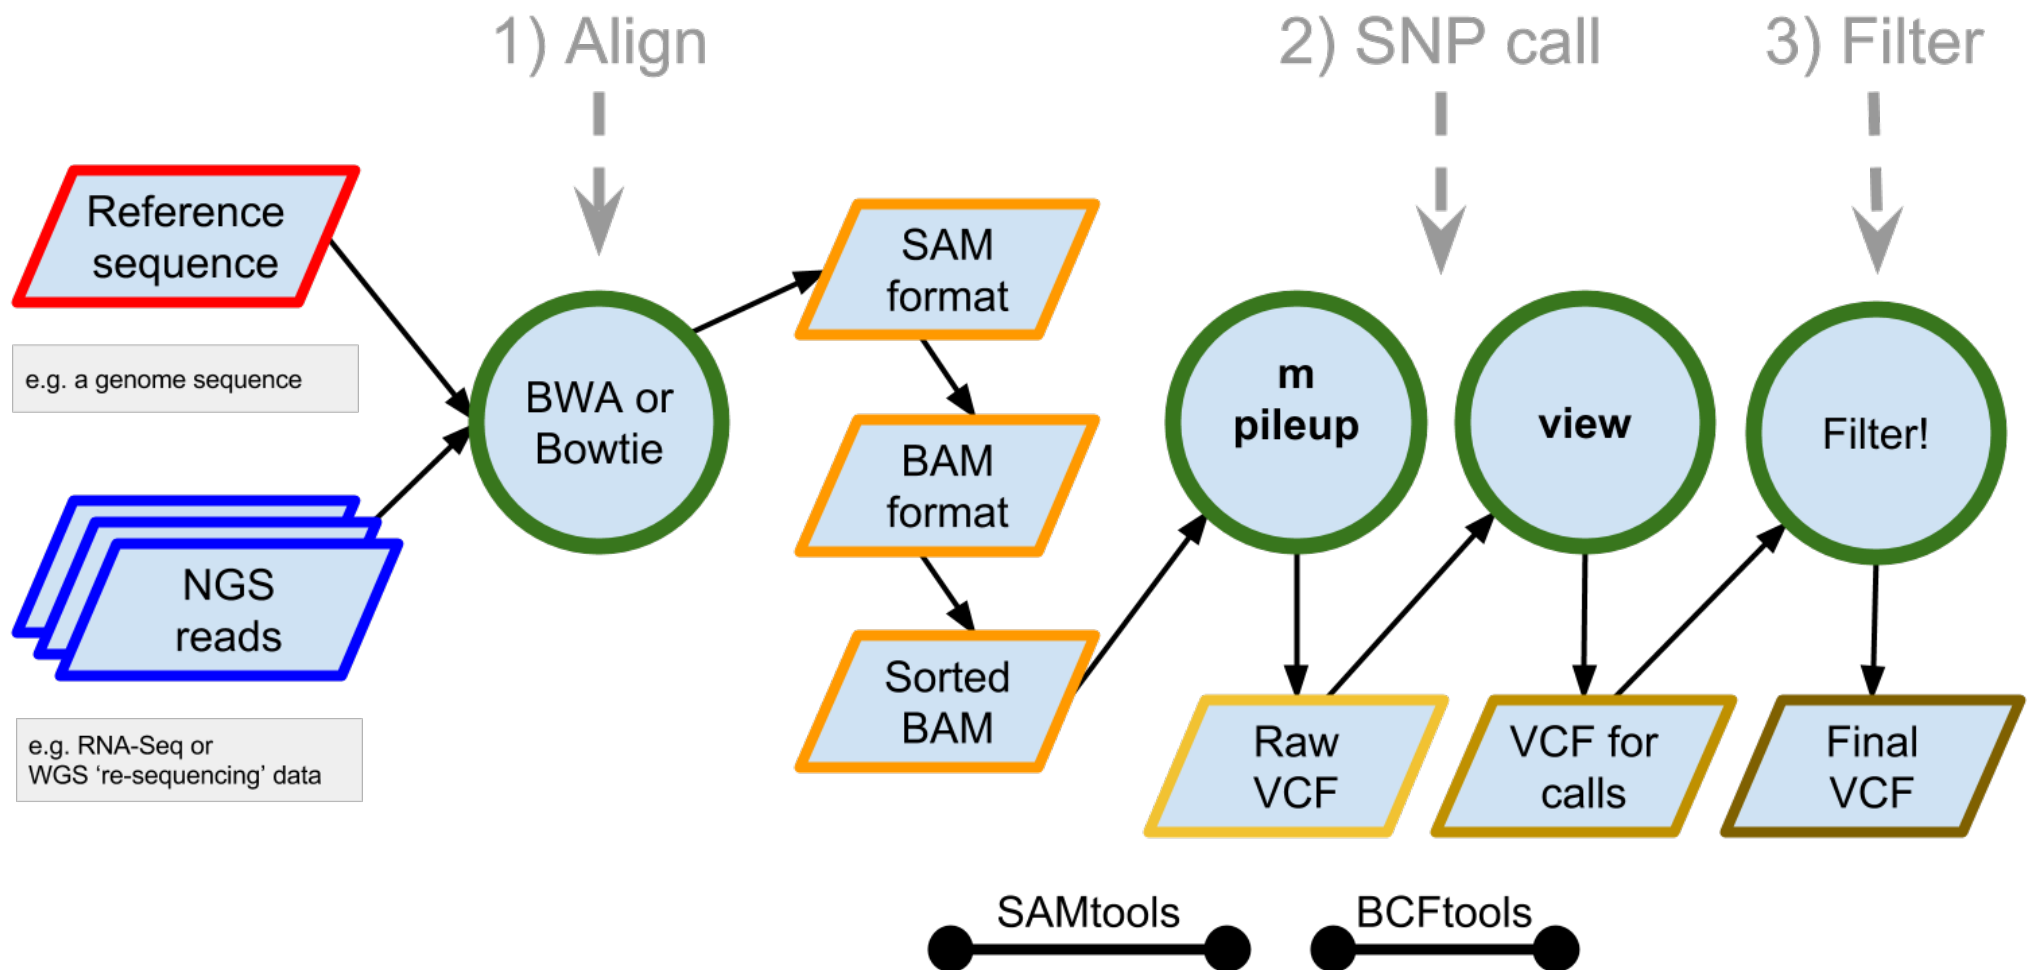 1) Align
2) SNP call
3) Filter
Reference
sequence
e.g. a genome sequence
NGS
reads
e.g. RNA-Seq or
WGS ‘re-sequencing’ data
BWA or
Bowtie
SAM
format
BAM
format
Sorted
BAM
m
pileup
view
Filter!
Raw
VCF
VCF for
calls
Final
VCF
SAMtools
BCFtools